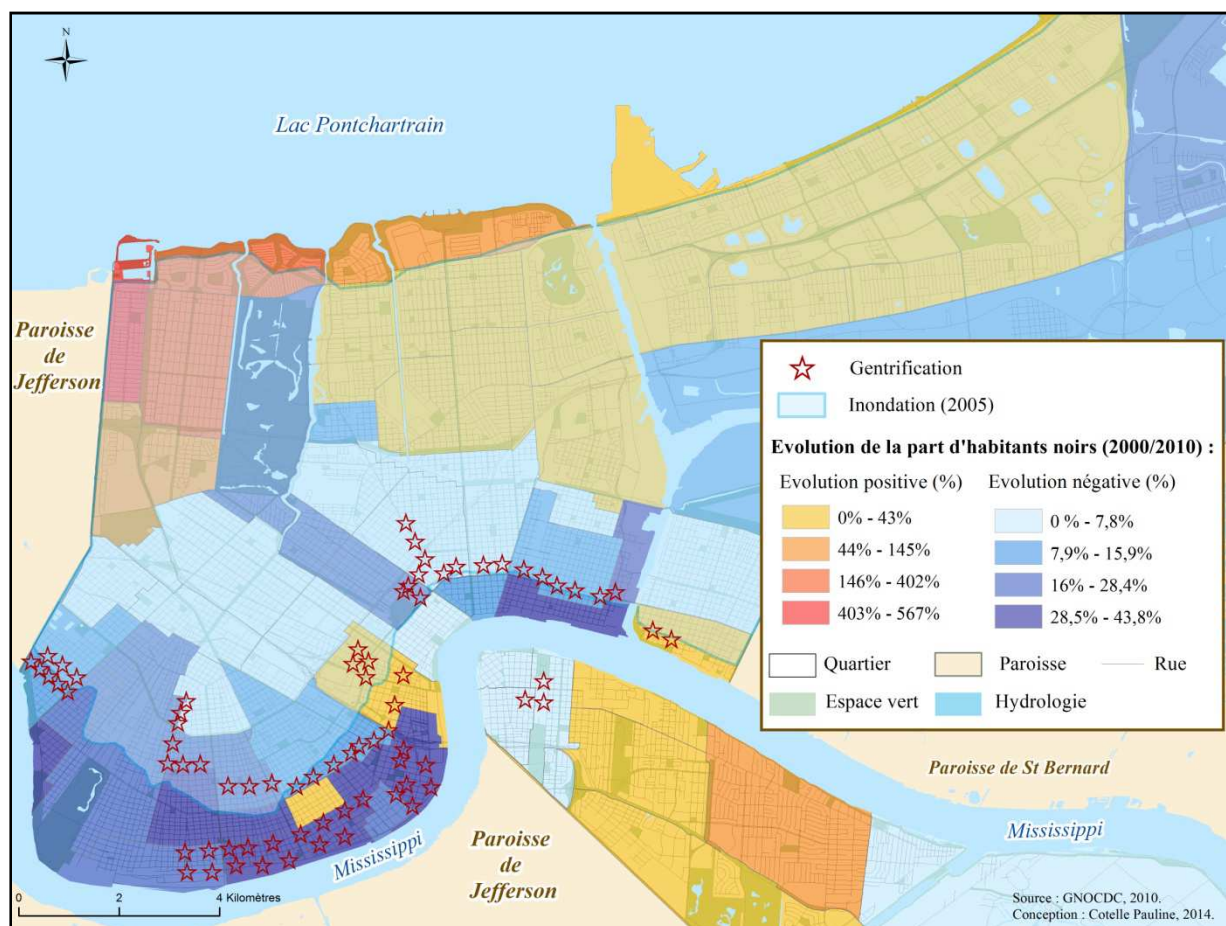 N
Lac Pontchartrain
Paroisse
de
Jefferson
Gentrification
Inondation (2005)
Evolution de la part d'habitants noirs (2000/2010) :
Evolution positive (%)
Evolution négative (%)
0% - 43%
0 % - 7,8%
44% - 145%
7,9% - 15,9%
146% - 402%
16% - 28,4%
403% - 567%
28,5% - 43,8%
Quartier
Paroisse
Rue
Espace vert
Hydrologie
Paroisse de St Bernard
Mississippi
Paroisse
de
Jefferson
Mississippi
0 2 4 Kilomètres
Source : GNOCDC, 2010.
Conception : Cotelle Pauline, 2014.